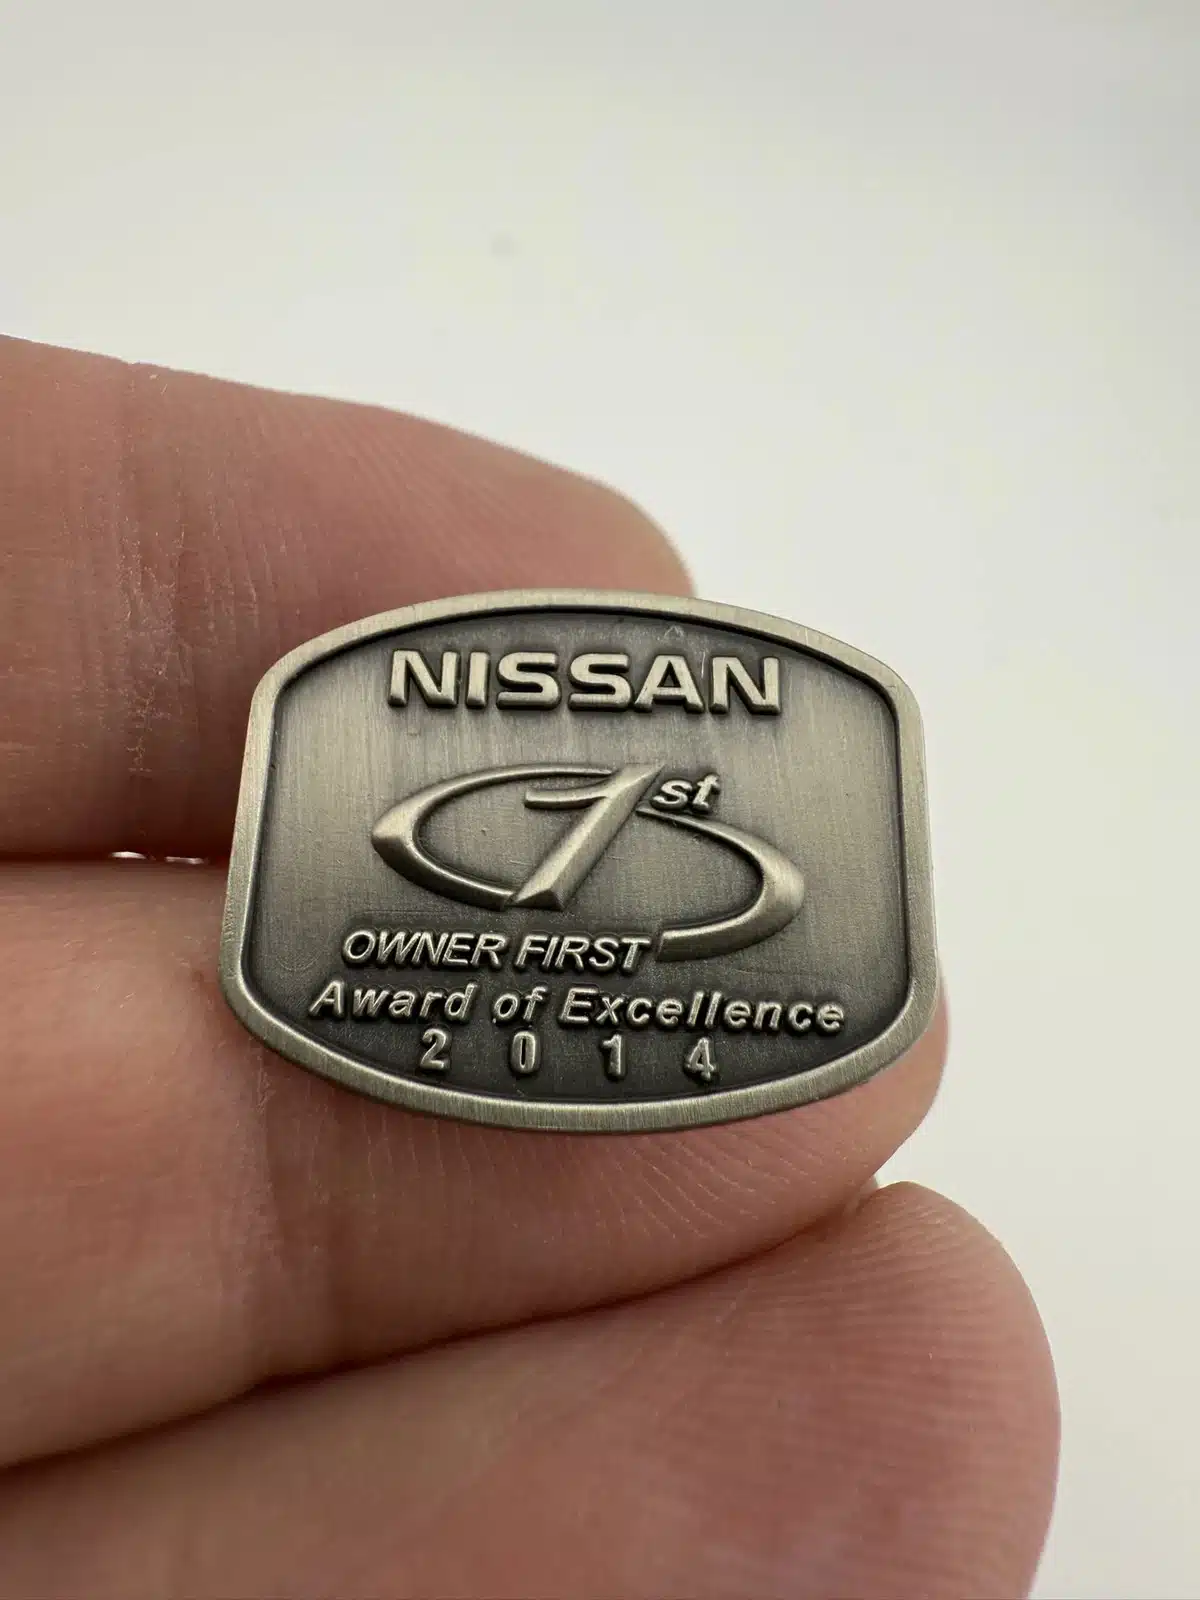 NISSAN
1st
OWNER FIRST
Award of Excellence
2014